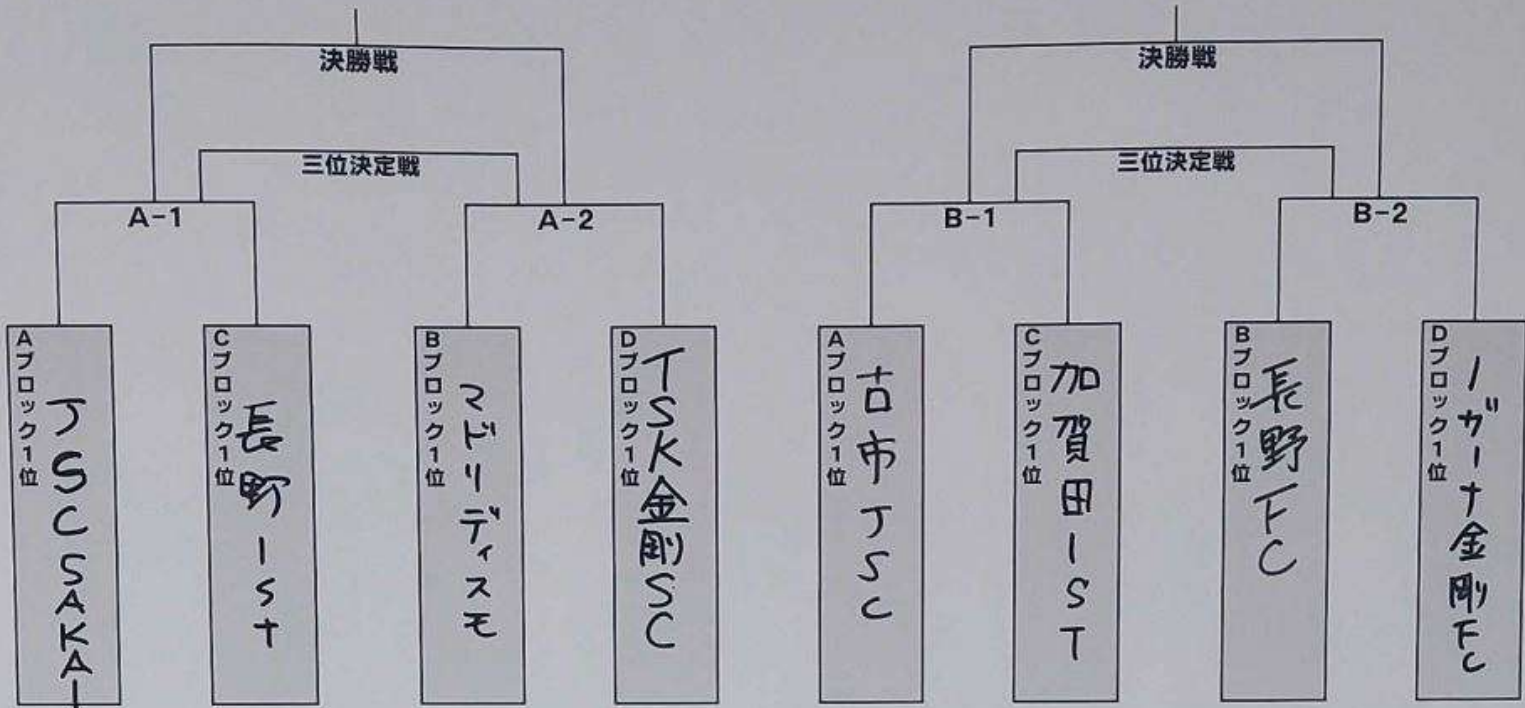 決勝戦
三位決定戦
A-1
A-2
Aブロック1位
JSC SAKAI
Cブロック1位
長野1st
Bブロック1位
マドリディスモ
Dブロック1位
TSK金剛SC
決勝戦
三位決定戦
B-1
B-2
Aブロック1位
古市JSC
Cブロック1位
加賀田1ST
Bブロック1位
長野FC
Dブロック1位
ノガーナ金剛FC